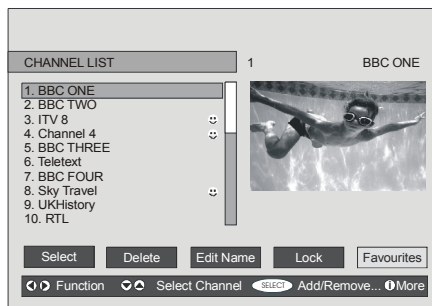 CHANNEL LIST
1 BBC ONE
1. BBC ONE
2. BBC TWO
3. ITV 8
4. Channel 4
5. BBC THREE
6. Teletext
7. BBC FOUR
8. Sky Travel
9. UKHistory
10. RTL
Select Delete Edit Name Lock Favourites
Function Select Channel SELECT Add/Remove... i More